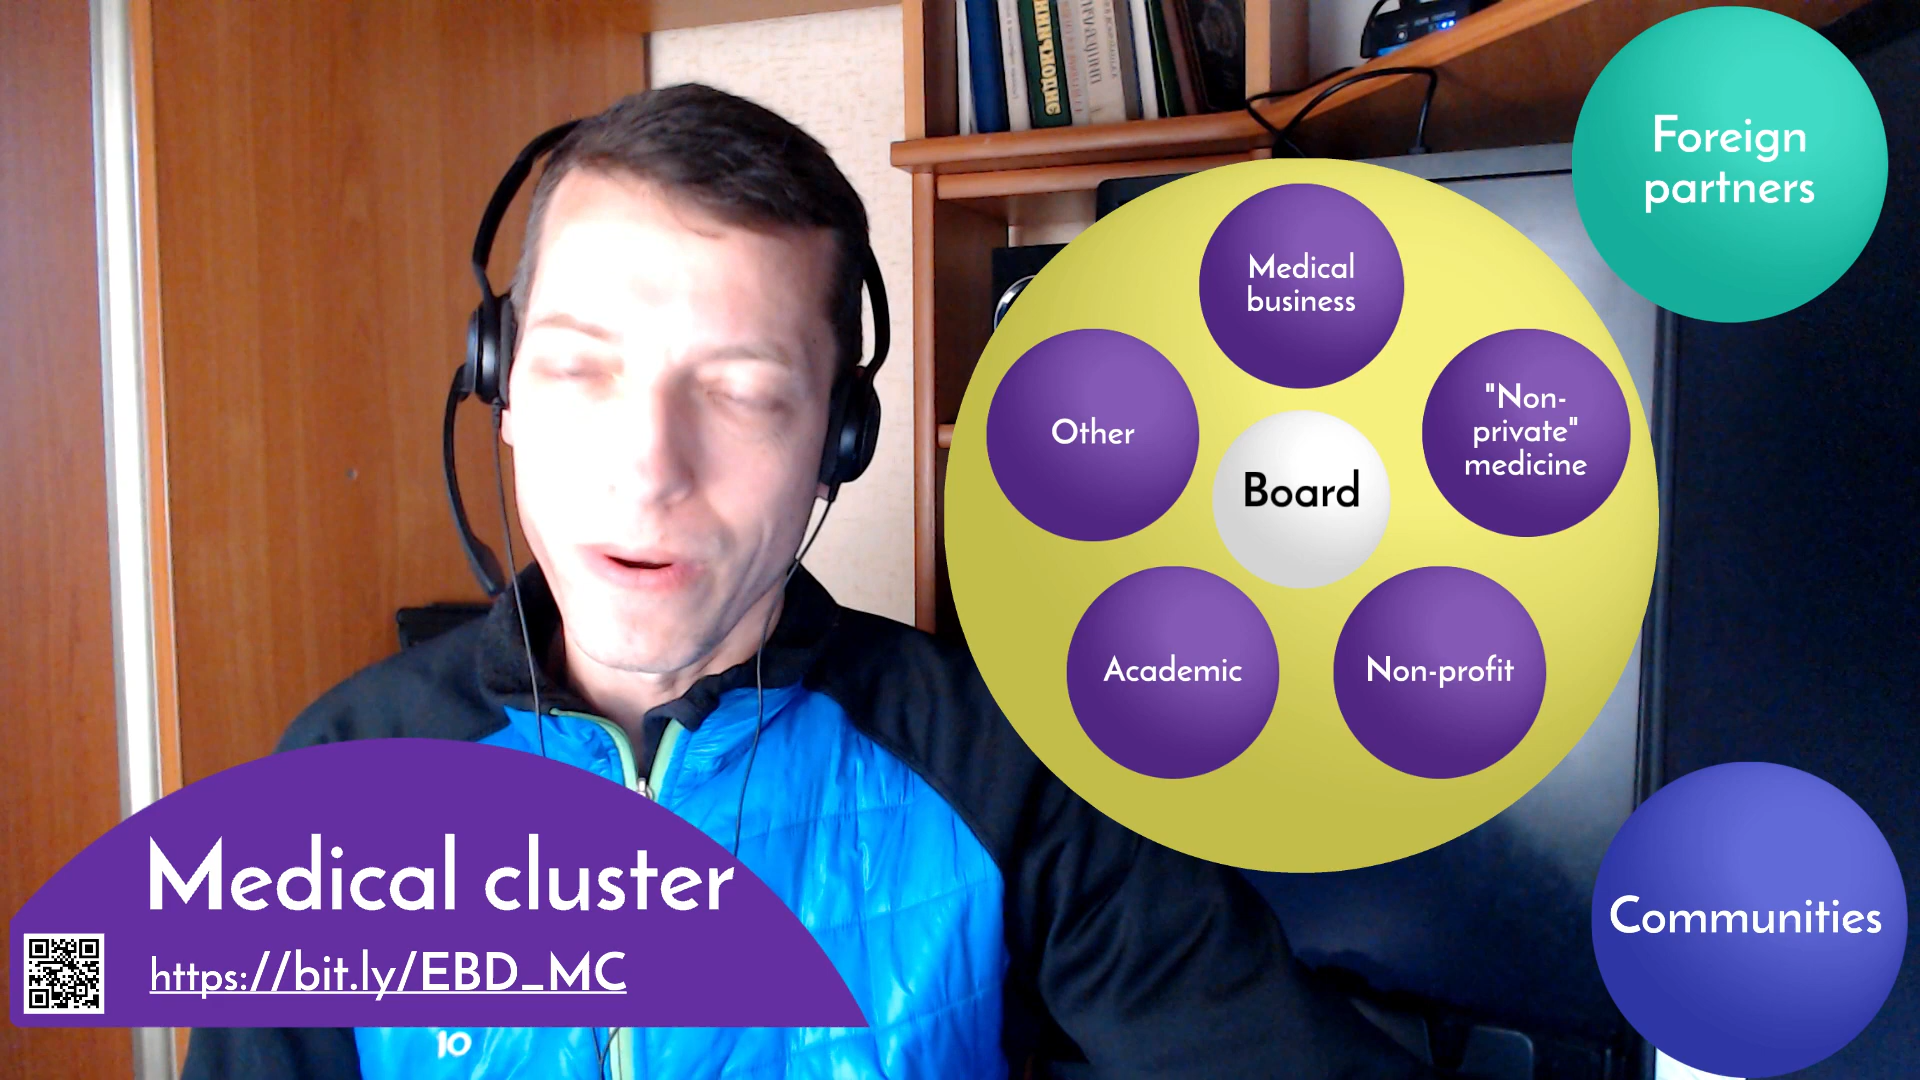 Foreign
partners
Medical
business
"Non-
private"
medicine
Other
Board
Academic
Non-profit
Communities
Medical cluster
https://bit.ly/EBD_MC
10